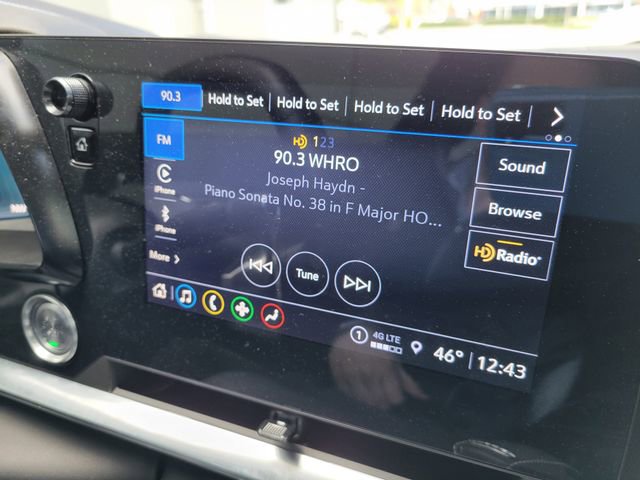 90.3 Hold to Set Hold to Set Hold to Set Hold to Set
FM
HD 123
90.3 WHRO
Joseph Haydn -
Piano Sonata No. 38 in F Major HO...
Sound
Browse
HD Radio
iPhone
iPhone
More
Tune
1 4G LTE 46° 12:43